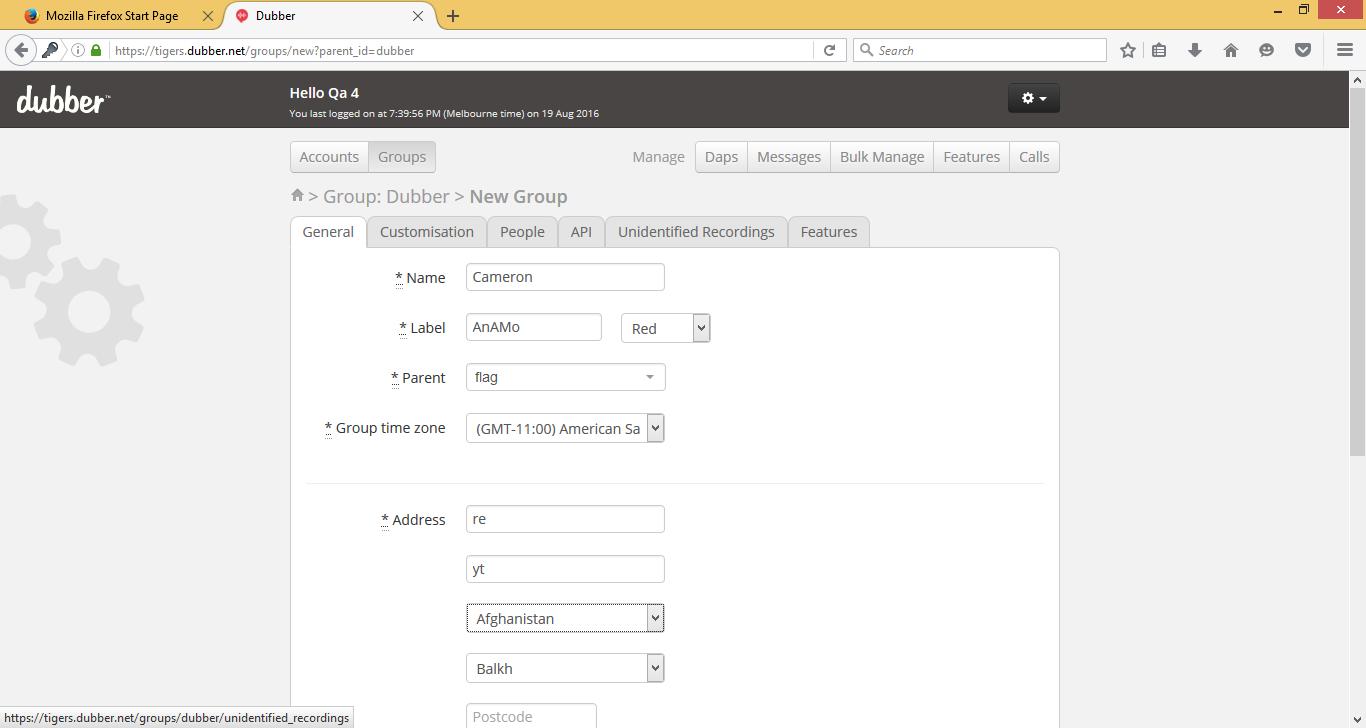 Mozilla Firefox Start Page
Dubber
https://tigers.dubber.net/groups/new?parent_id=dubber
Search
dubber™
Hello Qa 4
You last logged on at 7:39:56 PM (Melbourne time) on 19 Aug 2016
Accounts Groups Manage Daps Messages Bulk Manage Features Calls
> Group: Dubber > New Group
General Customisation People API Unidentified Recordings Features
* Name Cameron
* Label AnAMo Red
* Parent flag
* Group time zone (GMT-11:00) American Sa
* Address re
yt
Afghanistan
Balkh
Postcode
https://tigers.dubber.net/groups/dubber/unidentified_recordings